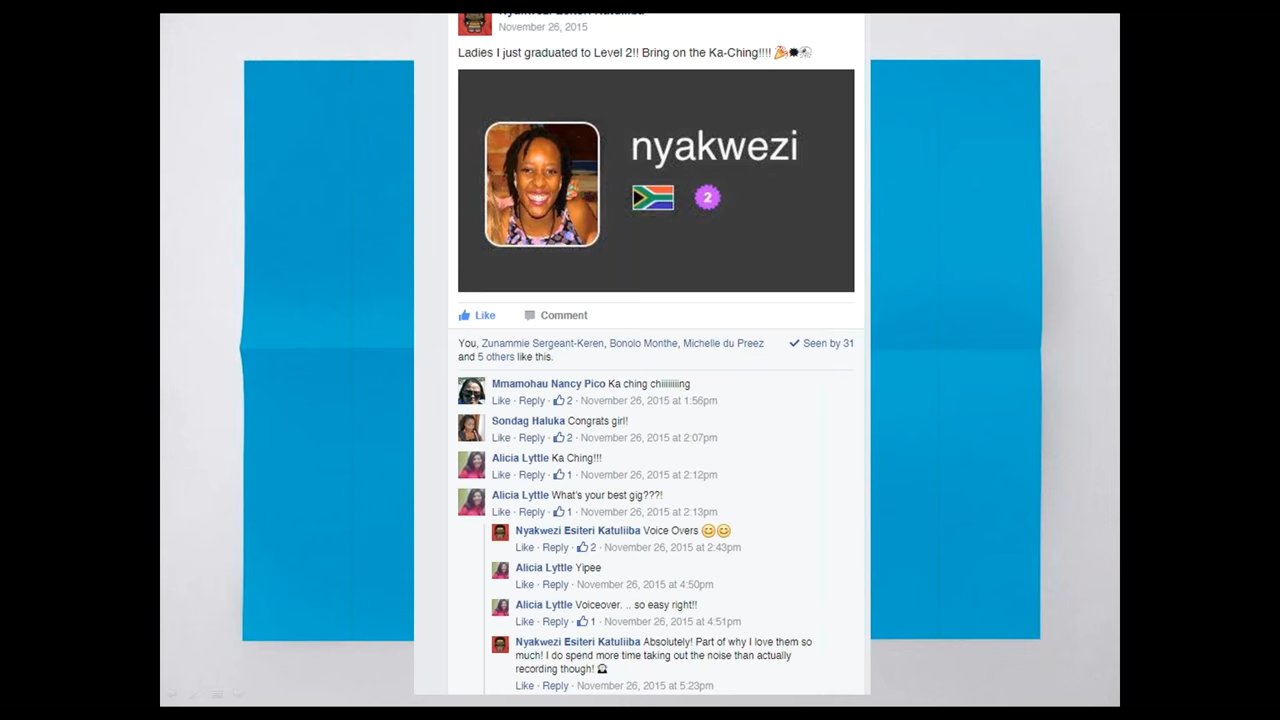 November 26, 2015
Ladies I just graduated to Level 2!! Bring on the Ka-Ching!!!!
nyakwezi
2
Like Comment
You, Zunammie Sergeant-Keren, Bonolo Monthe, Michelle du Preez
and 5 others like this.
Seen by 31
Mmamohau Nancy Pico Ka ching chiiiiiiiing
Like · Reply · 2 · November 26, 2015 at 1:56pm
Sondag Haluka Congrats girl!
Like · Reply · 2 · November 26, 2015 at 2:07pm
Alicia Lyttle Ka Ching!!!
Like · Reply · 1 · November 26, 2015 at 2:12pm
Alicia Lyttle What's your best gig???!
Like · Reply · 1 · November 26, 2015 at 2:13pm
Nyakwezi Esiteri Katuliiba Voice Overs 😊😊
Like · Reply · 2 · November 26, 2015 at 2:43pm
Alicia Lyttle Yipee
Like · Reply · November 26, 2015 at 4:50pm
Alicia Lyttle Voiceover. .. so easy right!!
Like · Reply · 1 · November 26, 2015 at 4:51pm
Nyakwezi Esiteri Katuliiba Absolutely! Part of why I love them so
much! I do spend more time taking out the noise than actually
recording though!
Like · Reply · November 26, 2015 at 5:23pm